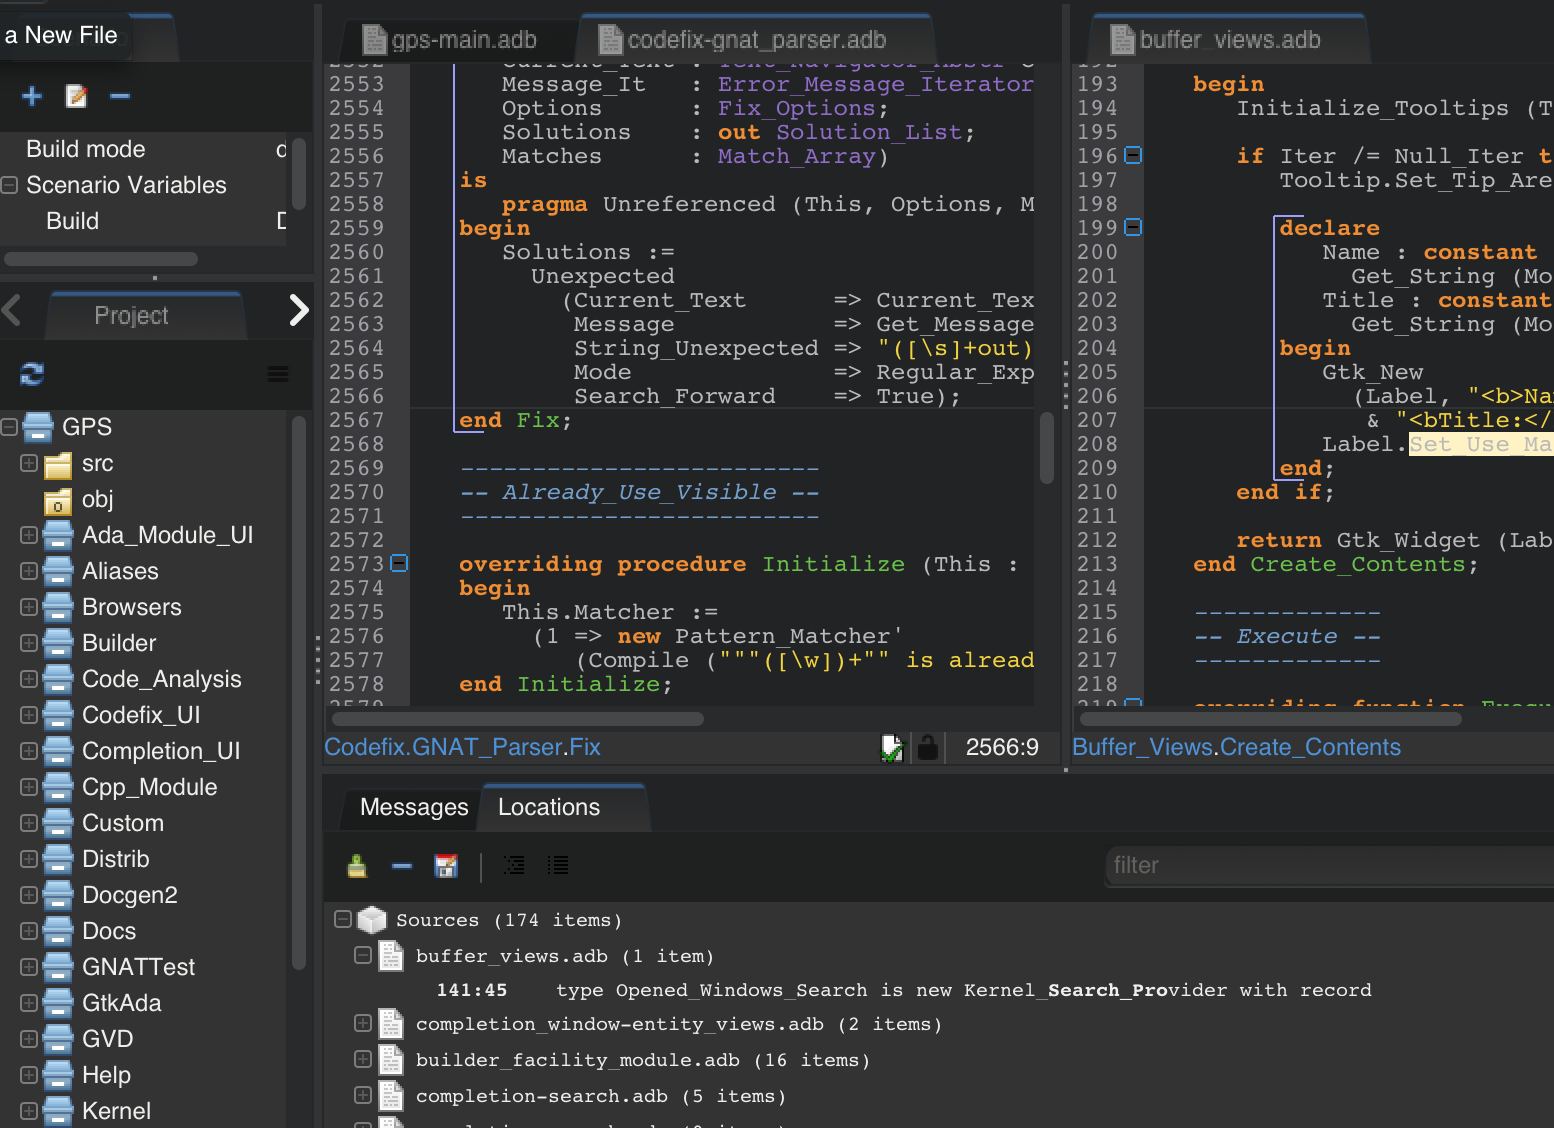 a New File
Build mode
Scenario Variables
Build
Project
GPS
src
obj
Ada_Module_UI
Aliases
Browsers
Builder
Code_Analysis
Codefix_UI
Completion_UI
Cpp_Module
Custom
Distrib
Docgen2
Docs
GNATTest
GtkAda
GVD
Help
Kernel
gps-main.adb
codefix-gnat_parser.adb
2553 Message_It : Error_Message_Iterator
2554 Options : Fix_Options;
2555 Solutions : out Solution_List;
2556 Matches : Match_Array)
2557 is
2558 pragma Unreferenced (This, Options, M
2559 begin
2560 Solutions :=
2561 Unexpected
2562 (Current_Text => Current_Tex
2563 Message => Get_Message
2564 String_Unexpected => "([\s]+out)
2565 Mode => Regular_Exp
2566 Search_Forward => True);
2567 end Fix;
2568
2569 -------------------------
2570 -- Already_Use_Visible --
2571 -------------------------
2572
2573 overriding procedure Initialize (This :
2574 begin
2575 This.Matcher :=
2576 (1 => new Pattern_Matcher'
2577 (Compile ("""([\w])+"" is alread
2578 end Initialize;
Codefix.GNAT_Parser.Fix
2566:9
buffer_views.adb
193 begin
194 Initialize_Tooltips (T
195
196 if Iter /= Null_Iter t
197 Tooltip.Set_Tip_Are
198
199 declare
200 Name : constant
201 Get_String (Mo
202 Title : constant
203 Get_String (Mo
204 begin
205 Gtk_New
206 (Label, "<b>Na
207 & "<bTitle:</
208 Label.Set_Use_Ma
209 end;
210 end if;
211
212 return Gtk_Widget (Lab
213 end Create_Contents;
214
215 -------------
216 -- Execute --
217 -------------
218
Buffer_Views.Create_Contents
Messages
Locations
filter
Sources (174 items)
buffer_views.adb (1 item)
141:45 type Opened_Windows_Search is new Kernel_Search_Provider with record
completion_window-entity_views.adb (2 items)
builder_facility_module.adb (16 items)
completion-search.adb (5 items)